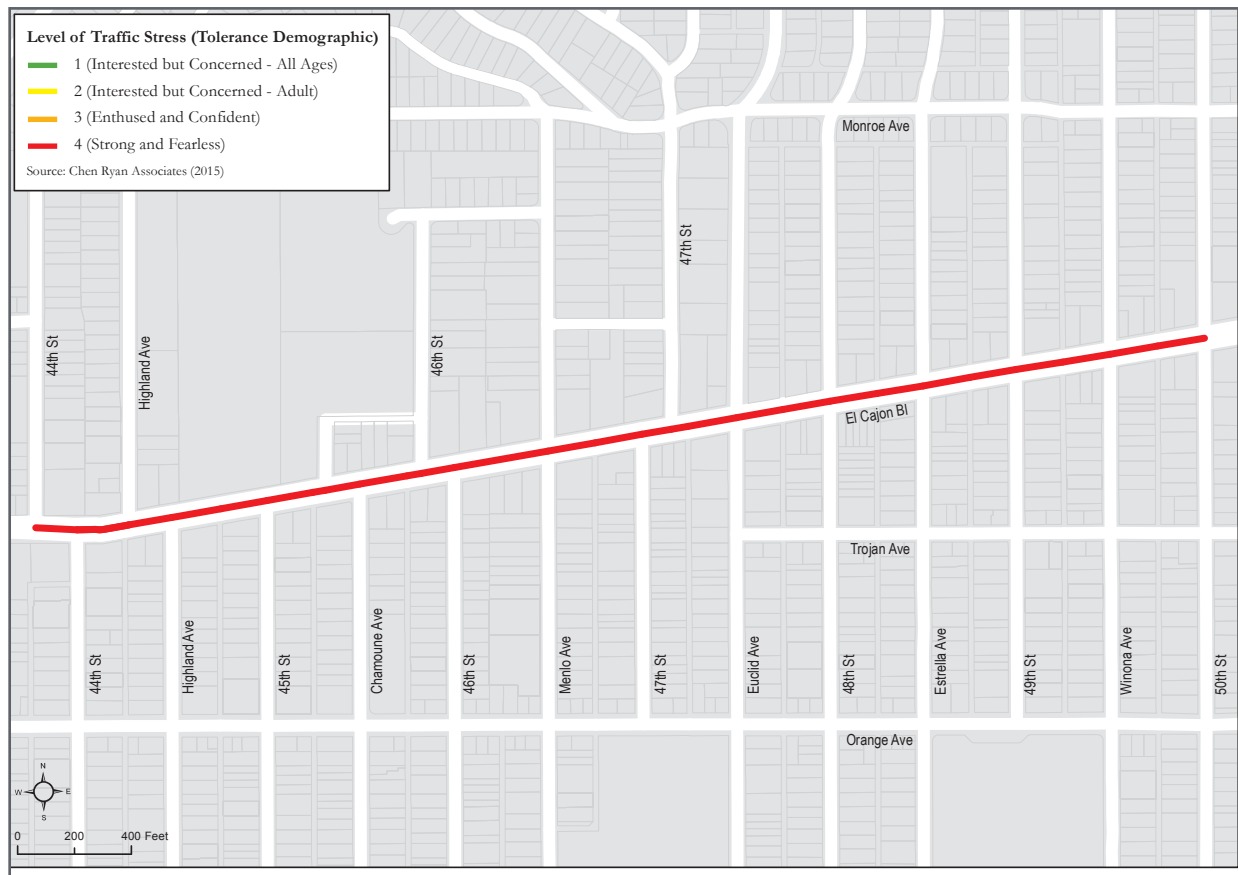 Level of Traffic Stress (Tolerance Demographic)
1 (Interested but Concerned - All Ages)
2 (Interested but Concerned - Adult)
3 (Enthused and Confident)
4 (Strong and Fearless)
Source: Chen Ryan Associates (2015)
Monroe Ave
47th St
44th St
Highland Ave
46th St
El Cajon Bl
Trojan Ave
44th St
Highland Ave
45th St
Chamoune Ave
46th St
Menlo Ave
47th St
Euclid Ave
48th St
Estrella Ave
49th St
Winona Ave
50th St
Orange Ave
N
W E
S
0 200 400 Feet